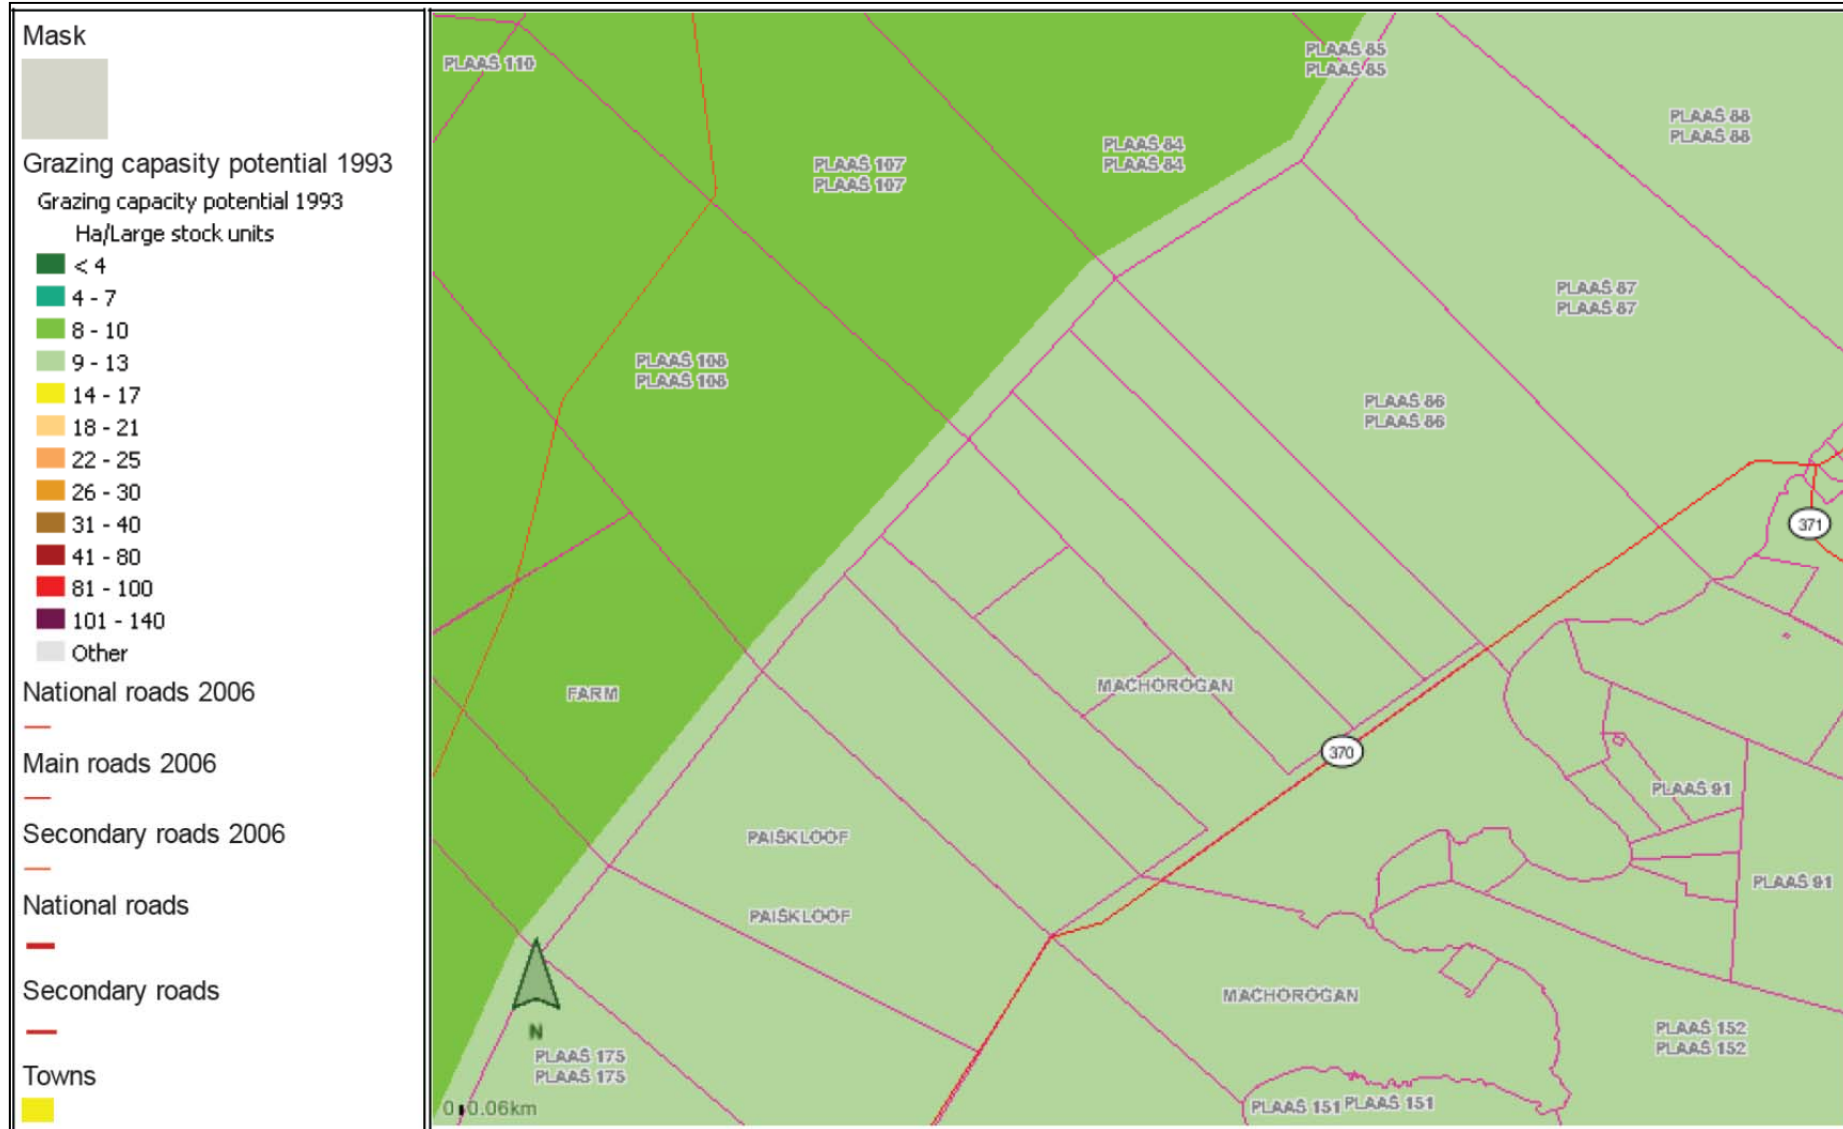 Mask
Grazing capasity potential 1993
Grazing capacity potential 1993
Ha/Large stock units
< 4
4 - 7
8 - 10
9 - 13
14 - 17
18 - 21
22 - 25
26 - 30
31 - 40
41 - 80
81 - 100
101 - 140
Other
National roads 2006
Main roads 2006
Secondary roads 2006
National roads
Secondary roads
Towns
PLAAS 110
PLAAS 85
PLAAS 85
PLAAS 88
PLAAS 88
PLAAS 84
PLAAS 84
PLAAS 107
PLAAS 107
PLAAS 87
PLAAS 87
PLAAS 108
PLAAS 108
PLAAS 86
PLAAS 86
371
FARM
MACHOROGAN
370
PLAAS 91
PAISKLOOF
PLAAS 91
PAISKLOOF
MACHOROGAN
N
PLAAS 152
PLAAS 152
PLAAS 175
PLAAS 175
0 0.06km
PLAAS 151 PLAAS 151